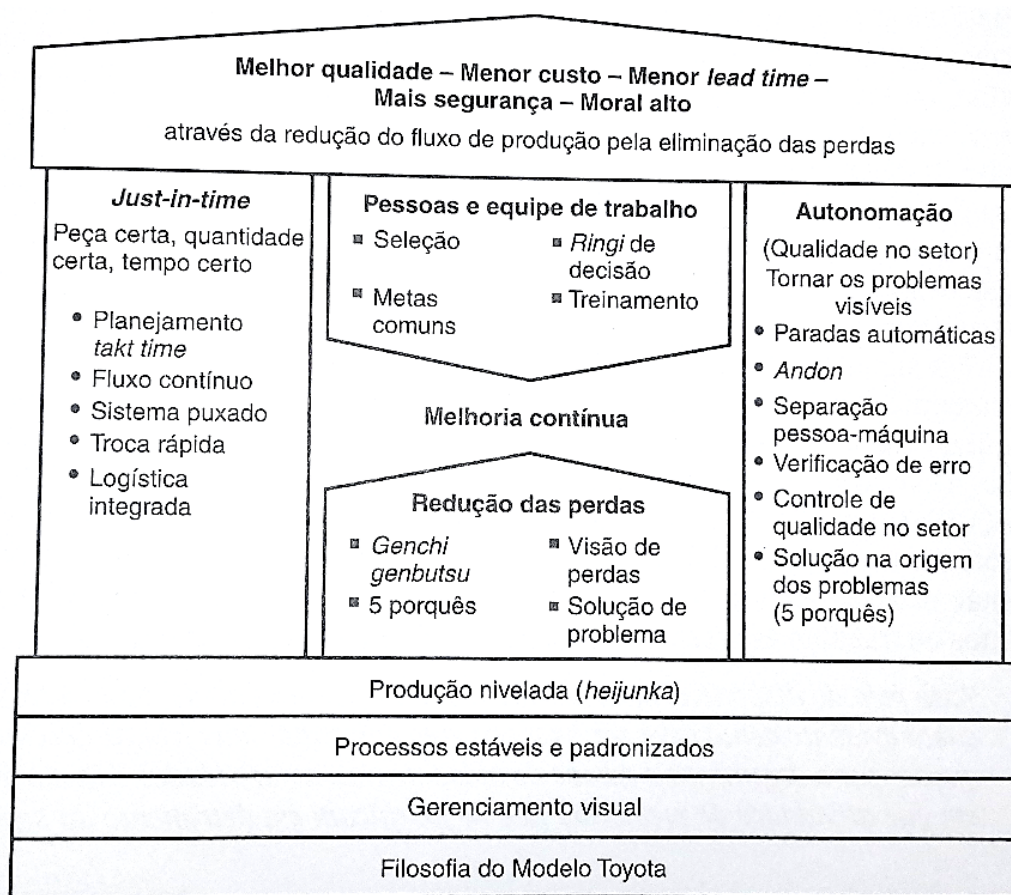 Melhor qualidade – Menor custo – Menor lead time –
Mais segurança – Moral alto
através da redução do fluxo de produção pela eliminação das perdas
Just-in-time
Peça certa, quantidade
certa, tempo certo
• Planejamento
takt time
• Fluxo contínuo
• Sistema puxado
• Troca rápida
• Logística
integrada
Pessoas e equipe de trabalho
▪ Seleção
▪ Metas
comuns
▪ Ringi de
decisão
▪ Treinamento
Melhoria contínua
Redução das perdas
▪ Genchi
genbutsu
▪ 5 porquês
▪ Visão de
perdas
▪ Solução de
problema
Autonomação
(Qualidade no setor)
Tornar os problemas
visíveis
• Paradas automáticas
• Andon
• Separação
pessoa-máquina
• Verificação de erro
• Controle de
qualidade no setor
• Solução na origem
dos problemas
(5 porquês)
Produção nivelada (heijunka)
Processos estáveis e padronizados
Gerenciamento visual
Filosofia do Modelo Toyota